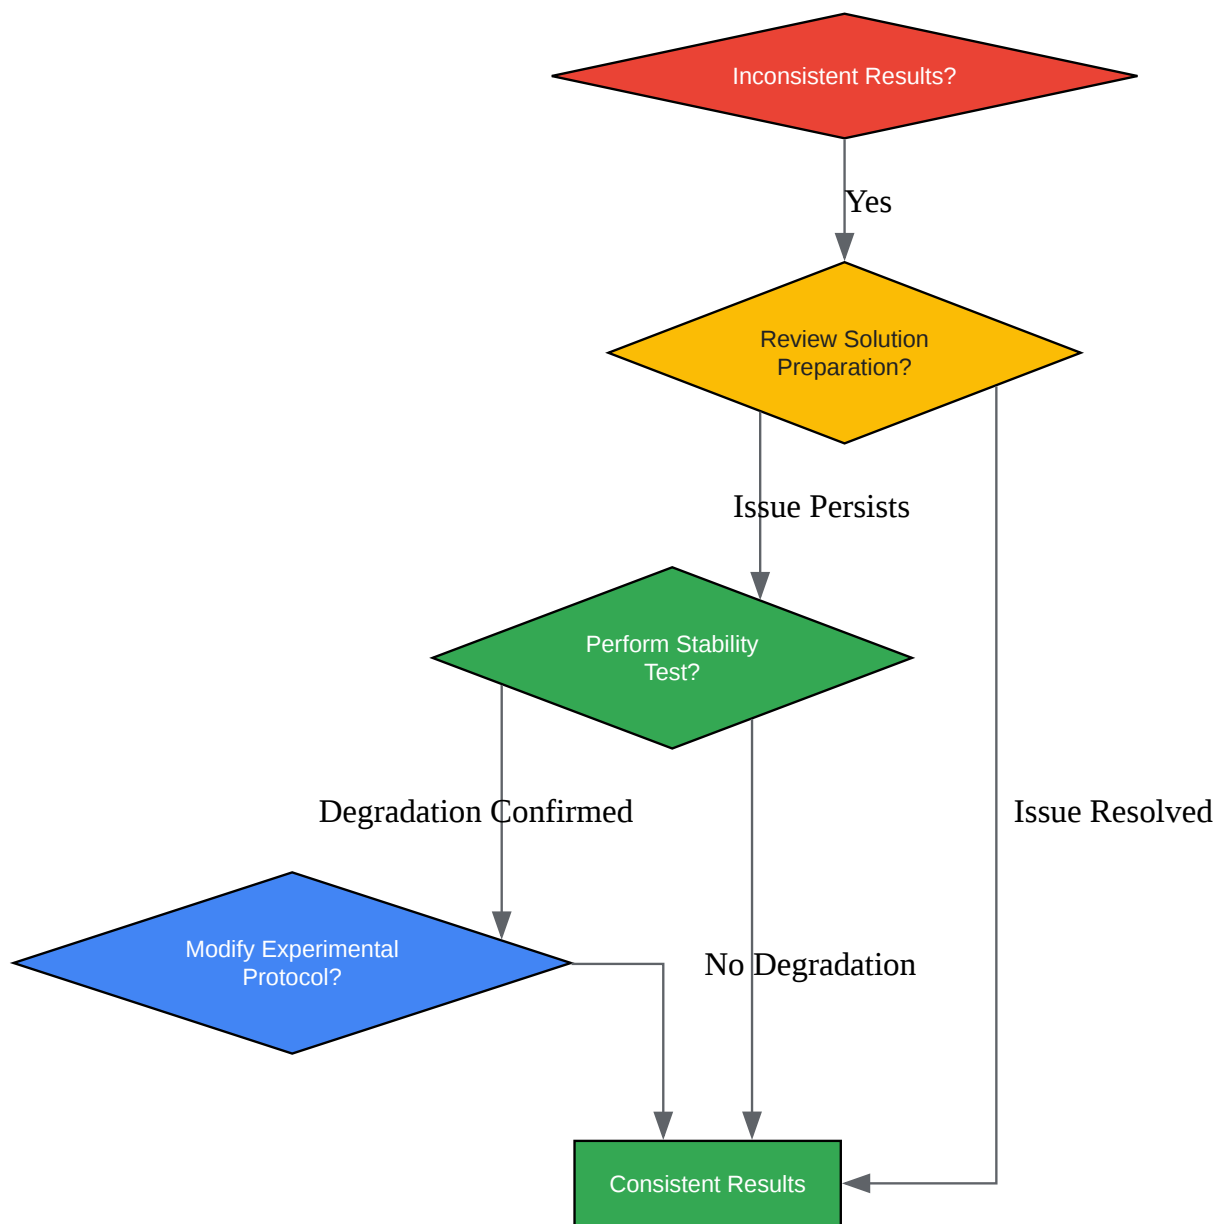 Inconsistent Results?
Yes
Review Solution
Preparation?
Issue Persists
Perform Stability
Test?
Degradation Confirmed
Issue Resolved
Modify Experimental
Protocol?
No Degradation
Consistent Results